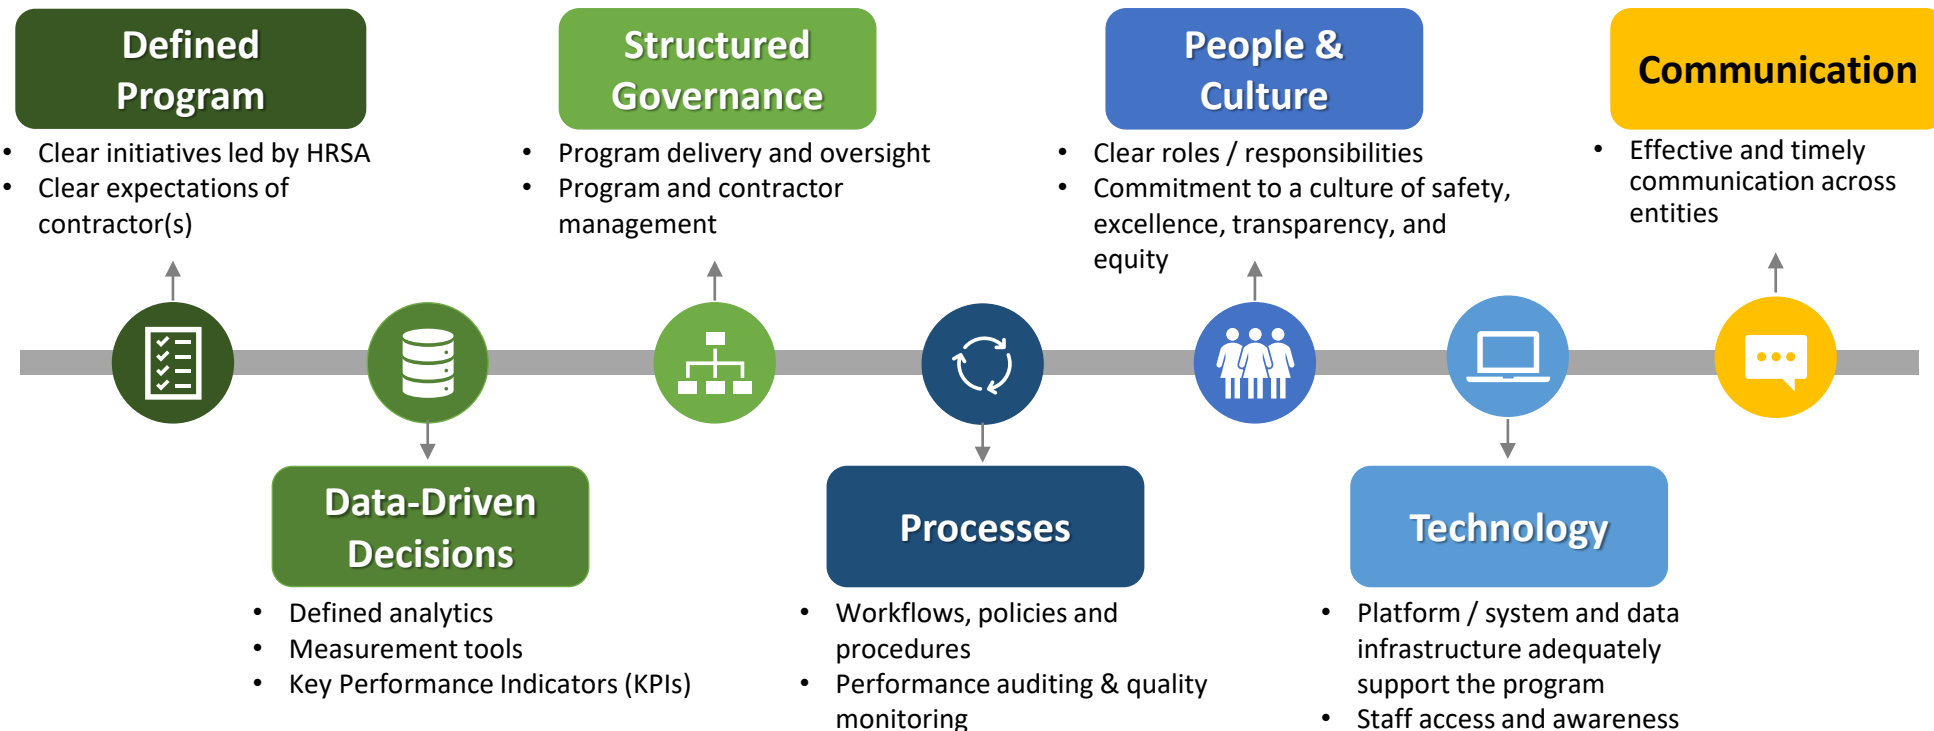 Defined
Program
• Clear initiatives led by HRSA
• Clear expectations of
contractor(s)
Structured
Governance
• Program delivery and oversight
• Program and contractor
management
People &
Culture
• Clear roles / responsibilities
• Commitment to a culture of safety,
excellence, transparency, and
equity
Communication
• Effective and timely
communication across
entities
Data-Driven
Decisions
• Defined analytics
• Measurement tools
• Key Performance Indicators (KPIs)
Processes
• Workflows, policies and
procedures
• Performance auditing & quality
monitoring
Technology
• Platform / system and data
infrastructure adequately
support the program
• Staff access and awareness